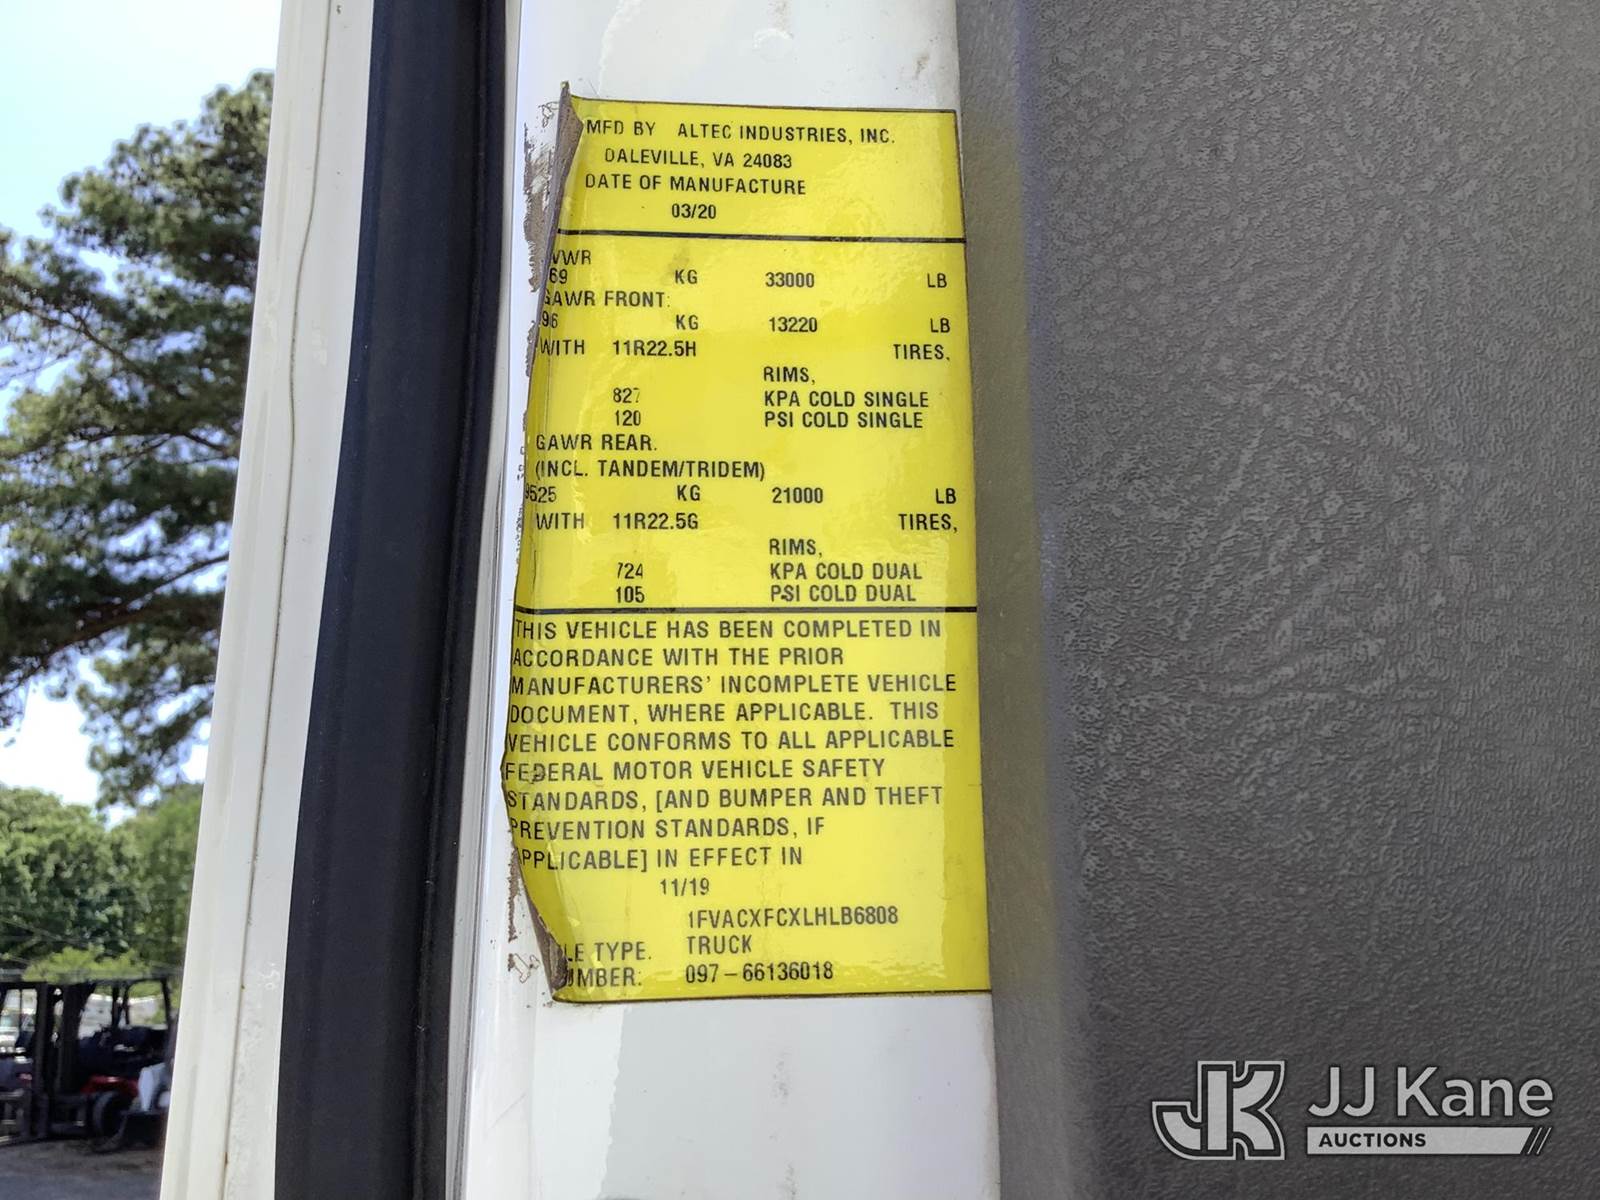 MFD BY ALTEC INDUSTRIES, INC.
DALEVILLE, VA 24083
DATE OF MANUFACTURE
03/20
VWR
69 KG 33000 LB
GAWR FRONT:
96 KG 13220 LB
WITH 11R22.5H TIRES,
RIMS,
827 KPA COLD SINGLE
120 PSI COLD SINGLE
GAWR REAR.
(INCL. TANDEM/TRIDEM)
9525 KG 21000 LB
WITH 11R22.5G TIRES,
RIMS,
724 KPA COLD DUAL
105 PSI COLD DUAL
THIS VEHICLE HAS BEEN COMPLETED IN
ACCORDANCE WITH THE PRIOR
MANUFACTURERS' INCOMPLETE VEHICLE
DOCUMENT, WHERE APPLICABLE. THIS
VEHICLE CONFORMS TO ALL APPLICABLE
FEDERAL MOTOR VEHICLE SAFETY
STANDARDS, [AND BUMPER AND THEFT
PREVENTION STANDARDS, IF
APPLICABLE] IN EFFECT IN
11/19
1FVACXFCXLHLB6808
LE TYPE. TRUCK
UMBER: 097-66136018
JK JJ Kane
AUCTIONS